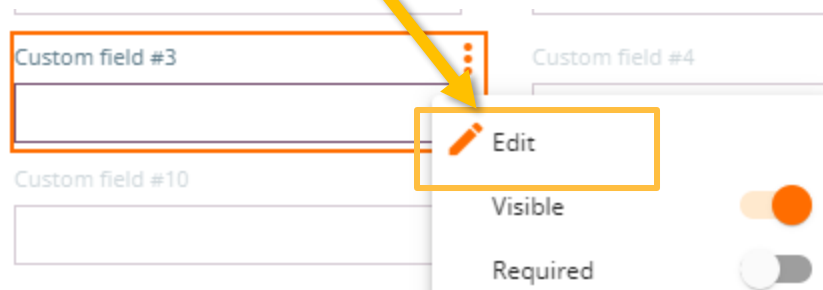 Custom field #3
Custom field #4
Edit
Custom field #10
Visible
Required